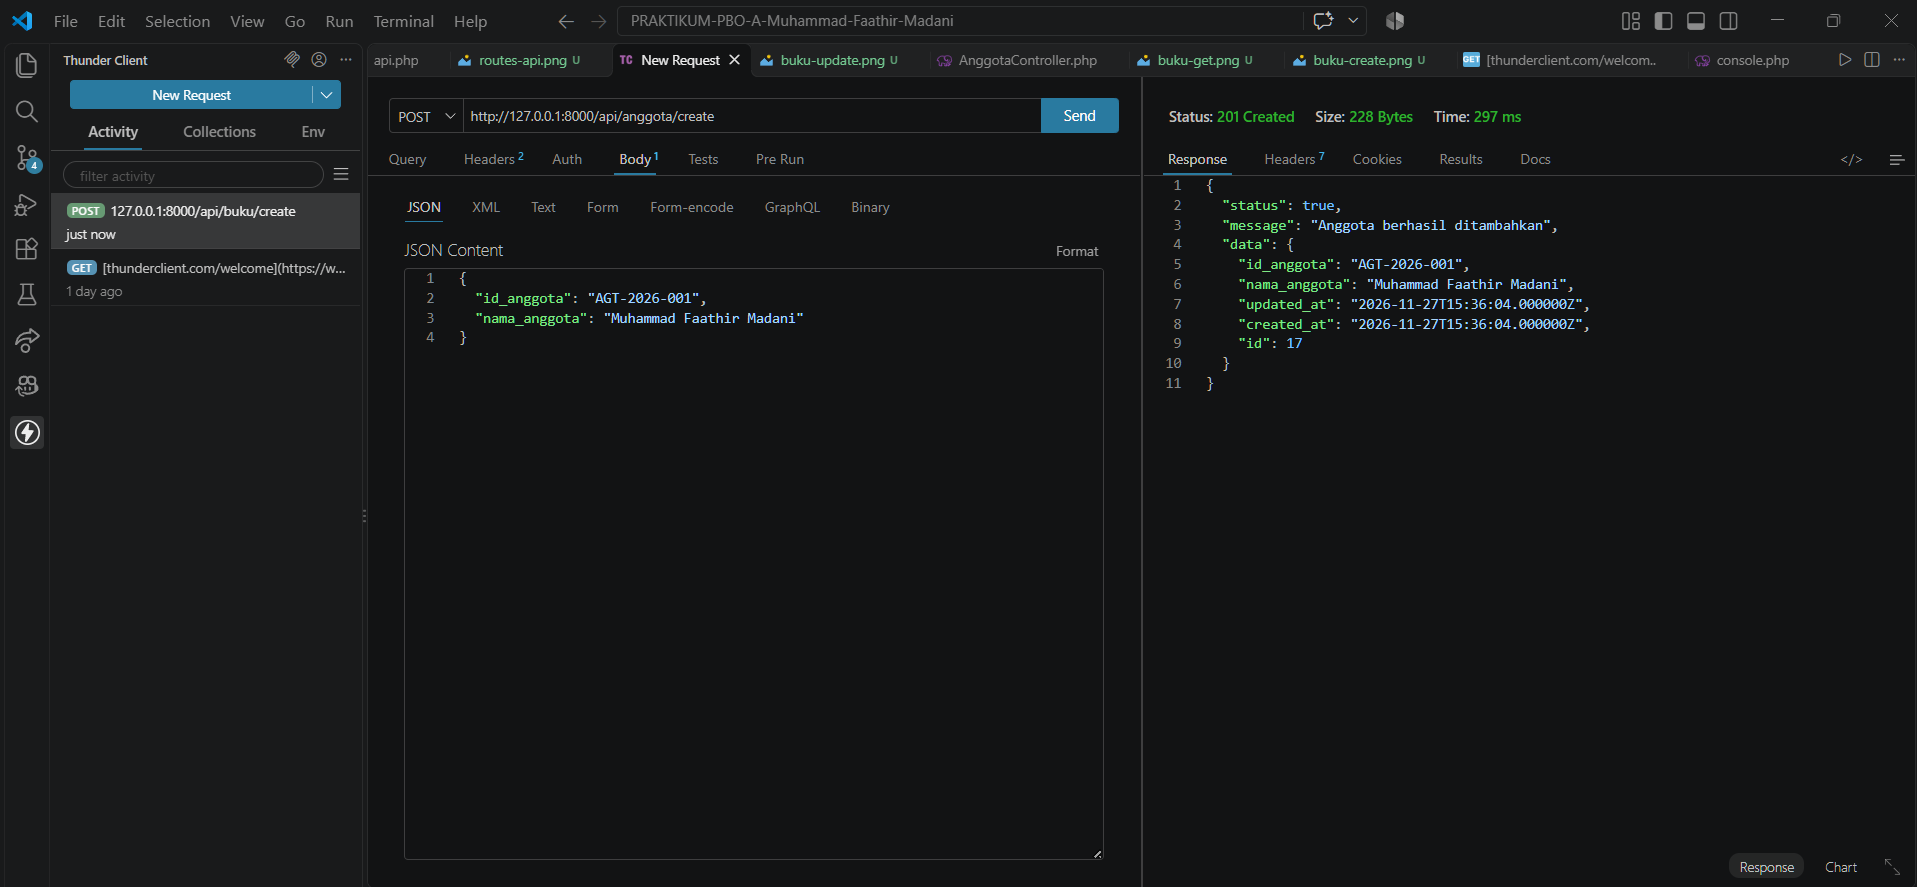 File Edit Selection View Go Run Terminal Help
PRAKTIKUM-PBO-A-Muhammad-Faathir-Madani
Thunder Client
New Request
Activity Collections Env
filter activity
POST 127.0.0.1:8000/api/buku/create
just now
GET [thunderclient.com/welcome](https://w...
1 day ago
4
api.php routes-api.png U TC New Request buku-update.png U AnggotaController.php buku-get.png U buku-create.png U GET [thunderclient.com/welcom.. console.php
POST http://127.0.0.1:8000/api/anggota/create Send
Query Headers 2 Auth Body 1 Tests Pre Run
JSON XML Text Form Form-encode GraphQL Binary
JSON Content Format
1 {
2 "id_anggota": "AGT-2026-001",
3 "nama_anggota": "Muhammad Faathir Madani"
4 }
Status: 201 Created Size: 228 Bytes Time: 297 ms
Response Headers 7 Cookies Results Docs </>
1 {
2 "status": true,
3 "message": "Anggota berhasil ditambahkan",
4 "data": {
5 "id_anggota": "AGT-2026-001",
6 "nama_anggota": "Muhammad Faathir Madani",
7 "updated_at": "2026-11-27T15:36:04.000000Z",
8 "created_at": "2026-11-27T15:36:04.000000Z",
9 "id": 17
10 }
11 }
Response Chart